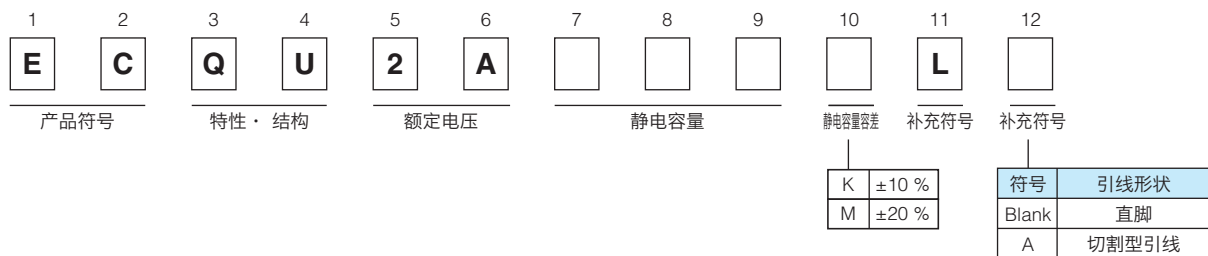 1 2 3 4 5 6 7 8 9 10 11 12
E C Q U 2 A L
产品符号 特性・结构 额定电压 静电容量 静电容量容差 补充符号 补充符号
K ±10 %
M ±20 %
符号 引线形状
Blank 直脚
A 切割型引线